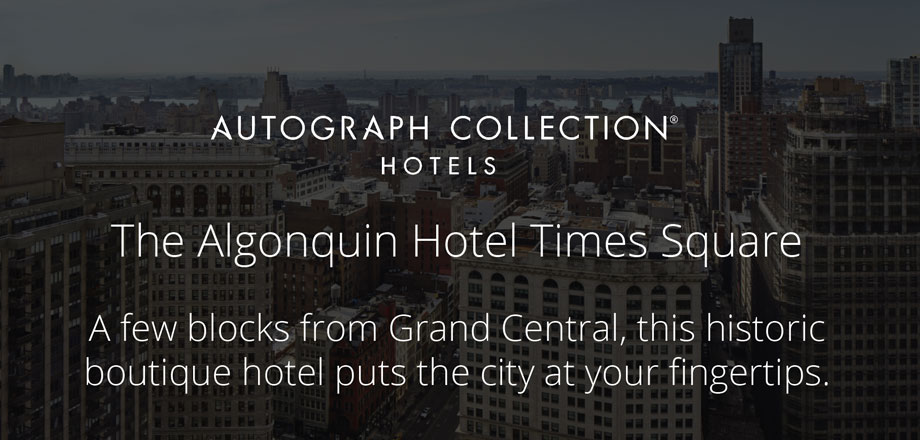 AUTOGRAPH COLLECTION®
HOTELS
The Algonquin Hotel Times Square
A few blocks from Grand Central, this historic
boutique hotel puts the city at your fingertips.